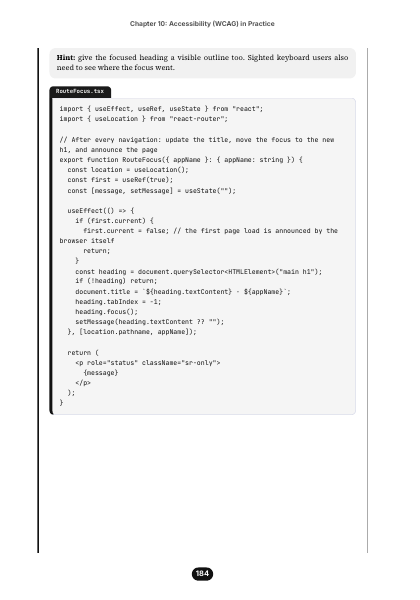 Chapter 10: Accessibility (WCAG) in Practice
Hint: give the focused heading a visible outline too. Sighted keyboard users also
need to see where the focus went.
RouteFocus.tsx
import { useEffect, useRef, useState } from "react";
import { useLocation } from "react-router";

// After every navigation: update the title, move the focus to the new
h1, and announce the page
export function RouteFocus({ appName }: { appName: string }) {
  const location = useLocation();
  const first = useRef(true);
  const [message, setMessage] = useState("");

  useEffect(() => {
    if (first.current) {
      first.current = false; // the first page load is announced by the
browser itself
      return;
    }
    const heading = document.querySelector<HTMLElement>("main h1");
    if (!heading) return;
    document.title = `${heading.textContent} - ${appName}`;
    heading.tabIndex = -1;
    heading.focus();
    setMessage(heading.textContent ?? "");
  }, [location.pathname, appName]);

  return (
    <p role="status" className="sr-only">
      {message}
    </p>
  );
}
184